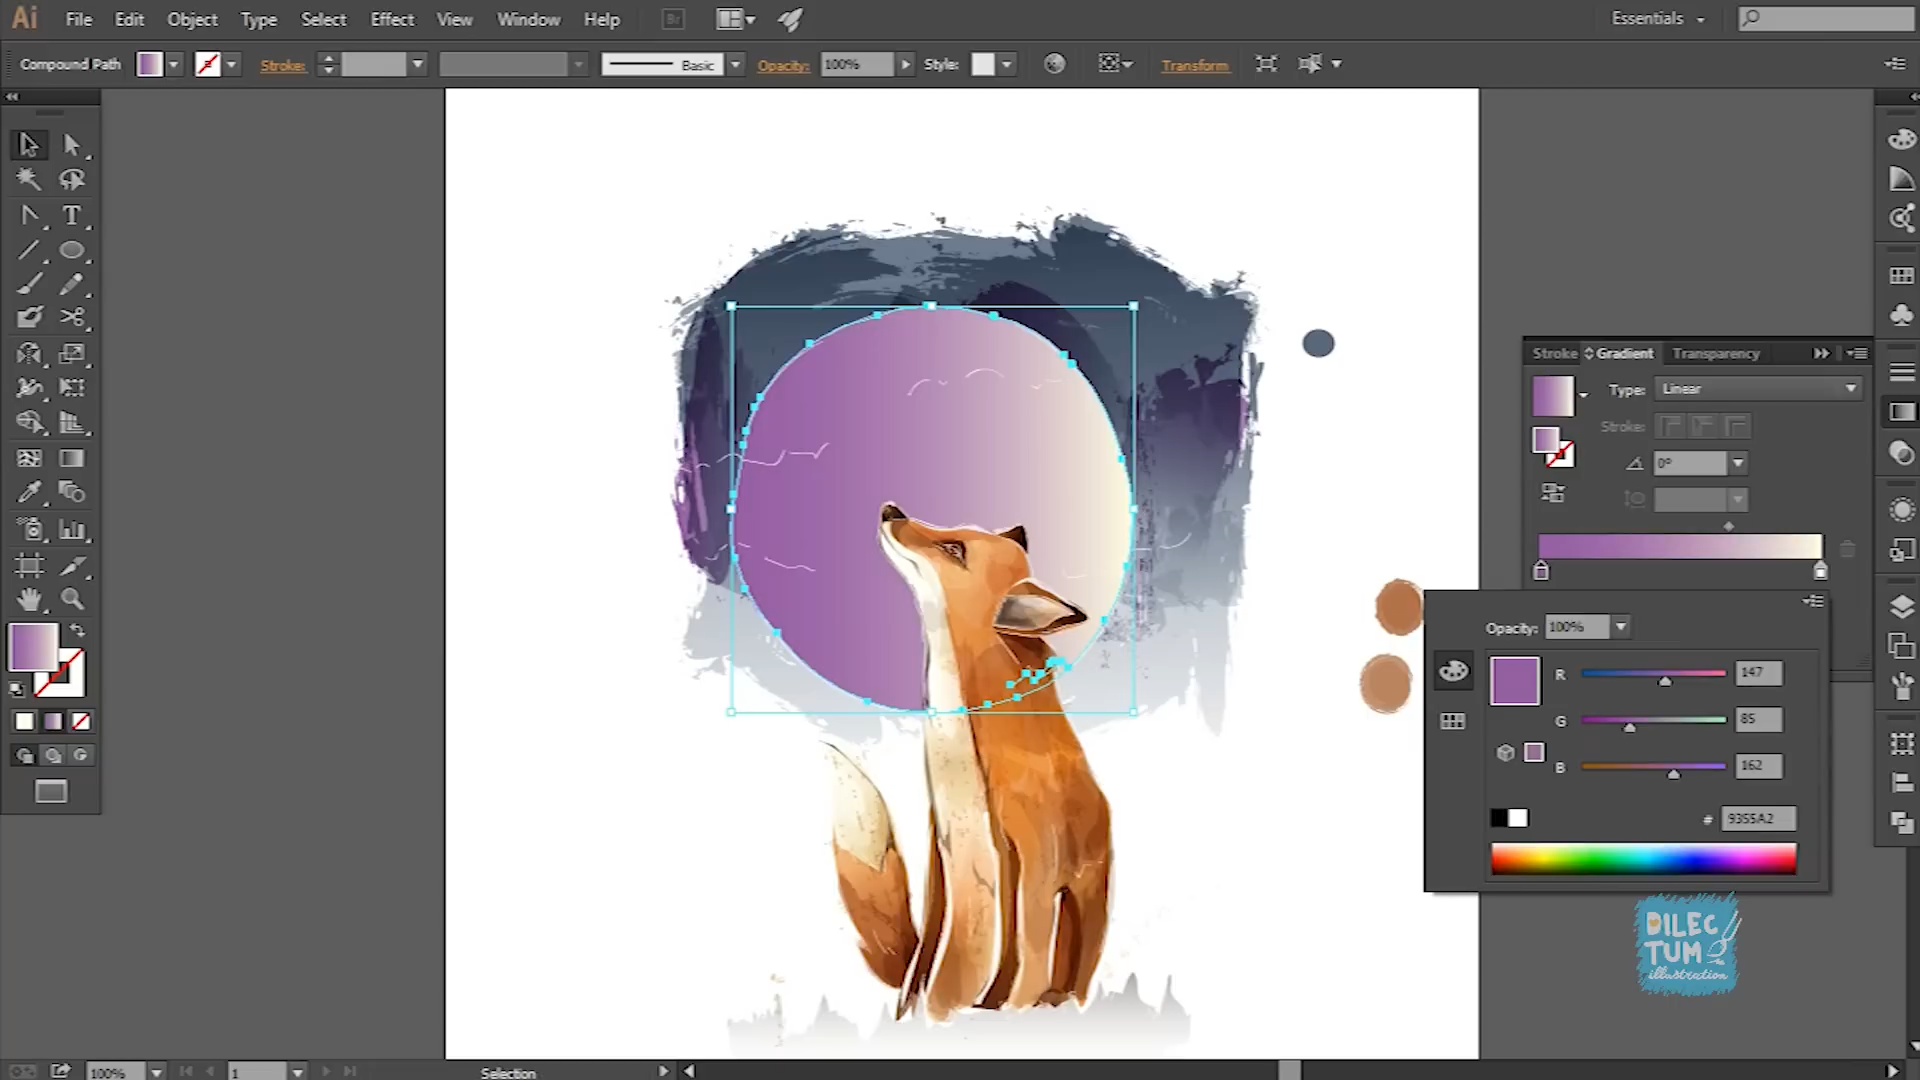 Ai File Edit Object Type Select Effect View Window Help Br Essentials
Compound Path Stroke: Basic Opacity: 100% Style: Transform
Stroke Gradient Transparency
Type: Linear
Stroke:
0°
Opacity: 100%
R 147
G 85
B 162
# 9355A2
DILEC
TUM
illustration
100% 1 Selection